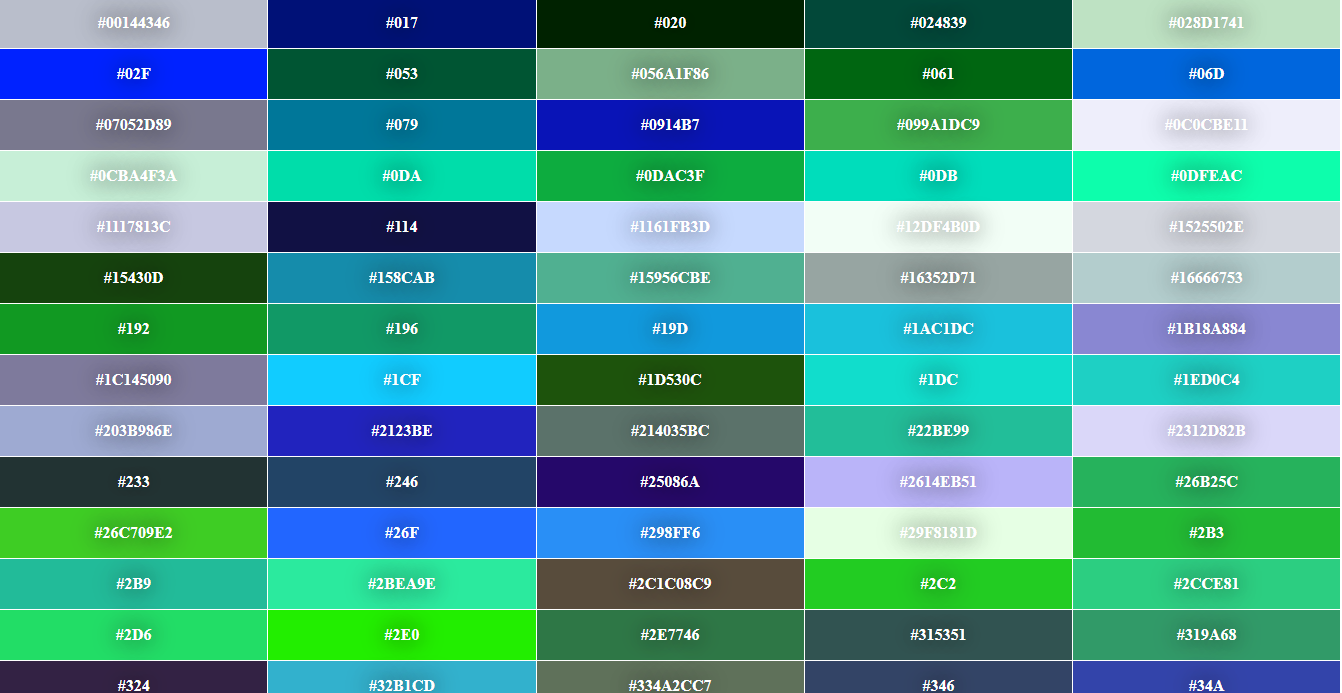 #00144346 #017 #020 #024839 #028D1741
#02F #053 #056A1F86 #061 #06D
#07052D89 #079 #0914B7 #099A1DC9 #0C0CBE11
#0CBA4F3A #0DA #0DAC3F #0DB #0DFEAC
#1117813C #114 #1161FB3D #12DF4B0D #1525502E
#15430D #158CAB #15956CBE #16352D71 #16666753
#192 #196 #19D #1AC1DC #1B18A884
#1C145090 #1CF #1D530C #1DC #1ED0C4
#203B986E #2123BE #214035BC #22BE99 #2312D82B
#233 #246 #25086A #2614EB51 #26B25C
#26C709E2 #26F #298FF6 #29F8181D #2B3
#2B9 #2BEA9E #2C1C08C9 #2C2 #2CCE81
#2D6 #2E0 #2E7746 #315351 #319A68
#324 #32B1CD #334A2CC7 #346 #34A